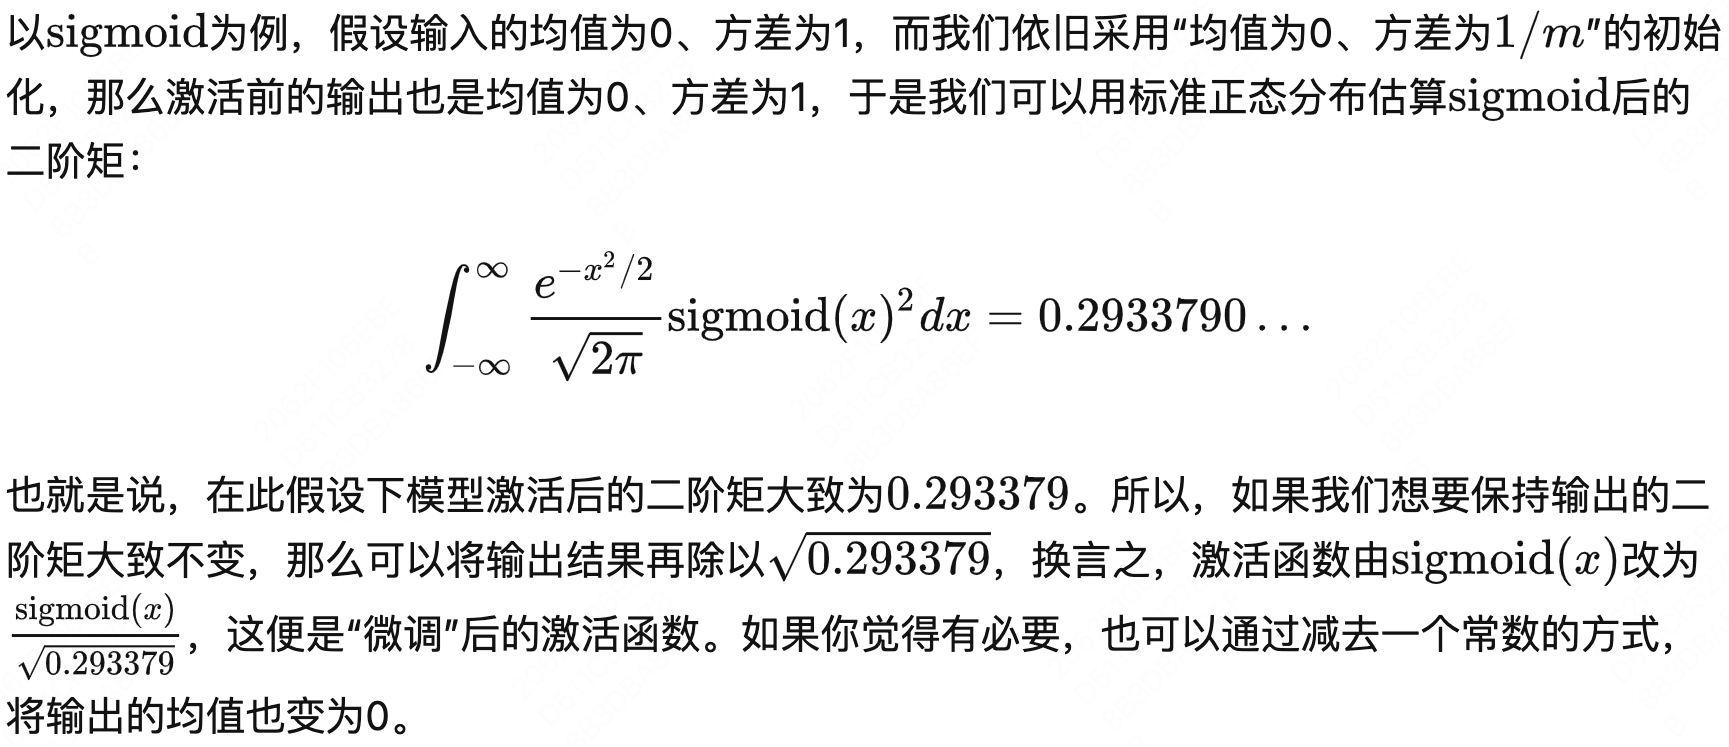 以sigmoid为例，假设输入的均值为0、方差为1，而我们依旧采用“均值为0、方差为1/m”的初始
化，那么激活前的输出也是均值为0、方差为1，于是我们可以用标准正态分布估算sigmoid后的
二阶矩：
\int_{-\infty}^{\infty} \frac{e^{-x^2/2}}{\sqrt{2\pi}} \text{sigmoid}(x)^2 dx = 0.2933790\dots
也就是说，在此假设下模型激活后的二阶矩大致为0.293379。所以，如果我们想要保持输出的二
阶矩大致不变，那么可以将输出结果再除以\sqrt{0.293379}，换言之，激活函数由sigmoid(x)改为
\frac{\text{sigmoid}(x)}{\sqrt{0.293379}}，这便是“微调”后的激活函数。如果你觉得有必要，也可以通过减去一个常数的方式，
将输出的均值也变为0。